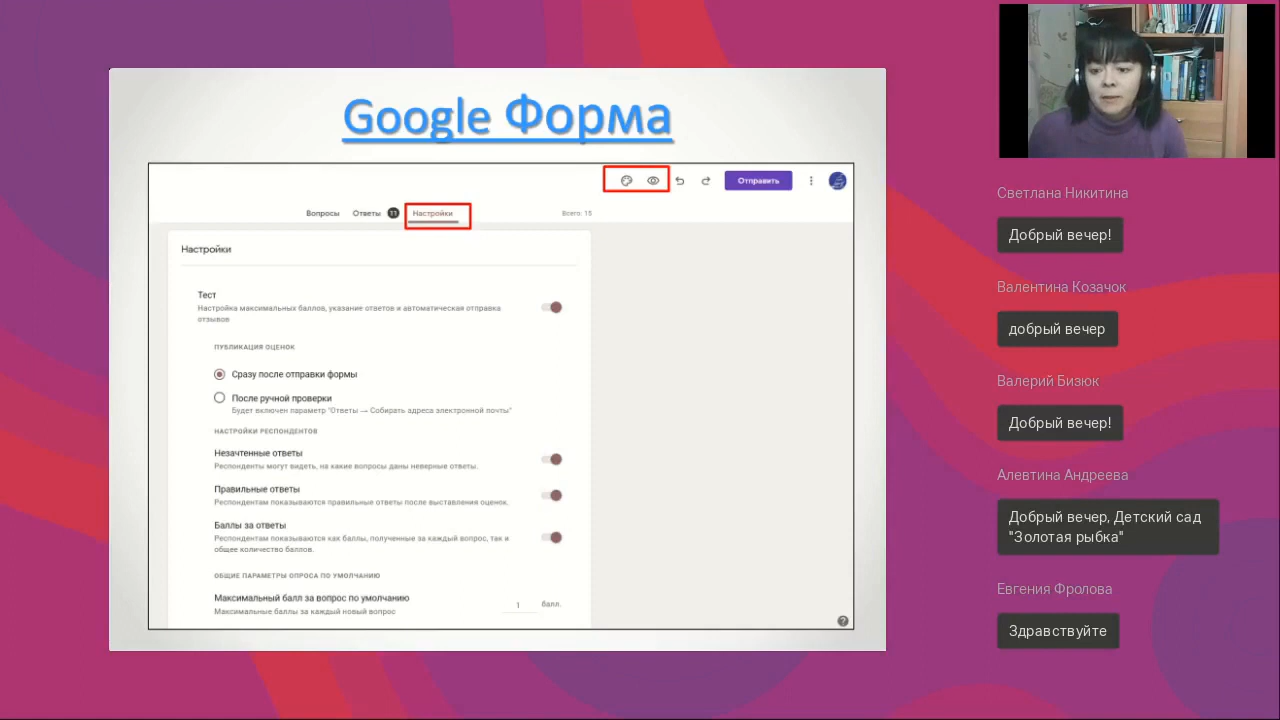 Google Форма
Отправить
Вопросы Ответы 11 Настройки Всего: 15
Настройки
Тест
Настройка максимальных баллов, указание ответов и автоматическая отправка
отзывов
ПУБЛИКАЦИЯ ОЦЕНОК
Сразу после отправки формы
После ручной проверки
Будет включен параметр "Ответы → Собирать адреса электронной почты"
НАСТРОЙКИ РЕСПОНДЕНТОВ
Незачтенные ответы
Респонденты могут видеть, на какие вопросы даны неверные ответы.
Правильные ответы
Респондентам показываются правильные ответы после выставления оценок.
Баллы за ответы
Респондентам показываются как баллы, полученные за каждый вопрос, так и
общее количество баллов.
ОБЩИЕ ПАРАМЕТРЫ ОПРОСА ПО УМОЛЧАНИЮ
Максимальный балл за вопрос по умолчанию
Максимальные баллы за каждый новый вопрос
1 балл.
?
Светлана Никитина
Добрый вечер!
Валентина Козачок
добрый вечер
Валерий Бизюк
Добрый вечер!
Алевтина Андреева
Добрый вечер, Детский сад
"Золотая рыбка"
Евгения Фролова
Здравствуйте